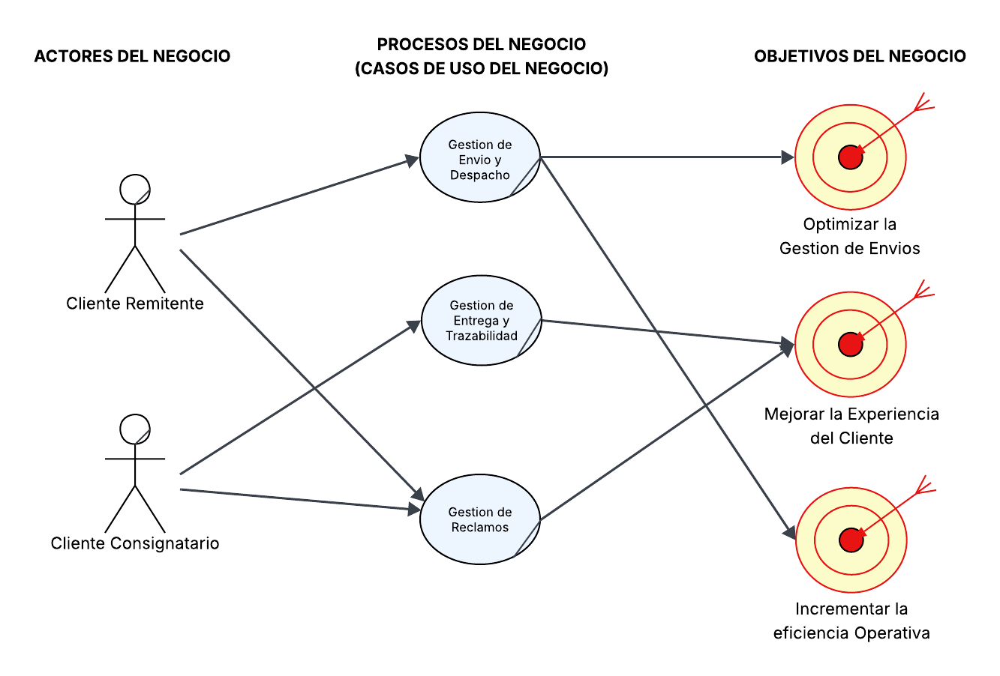 ACTORES DEL NEGOCIO
PROCESOS DEL NEGOCIO
(CASOS DE USO DEL NEGOCIO)
OBJETIVOS DEL NEGOCIO
Gestion de
Envio y
Despacho
Optimizar la
Gestion de Envios
Cliente Remitente
Gestion de
Entrega y
Trazabilidad
Mejorar la Experiencia
del Cliente
Cliente Consignatario
Gestion de
Reclamos
Incrementar la
eficiencia Operativa